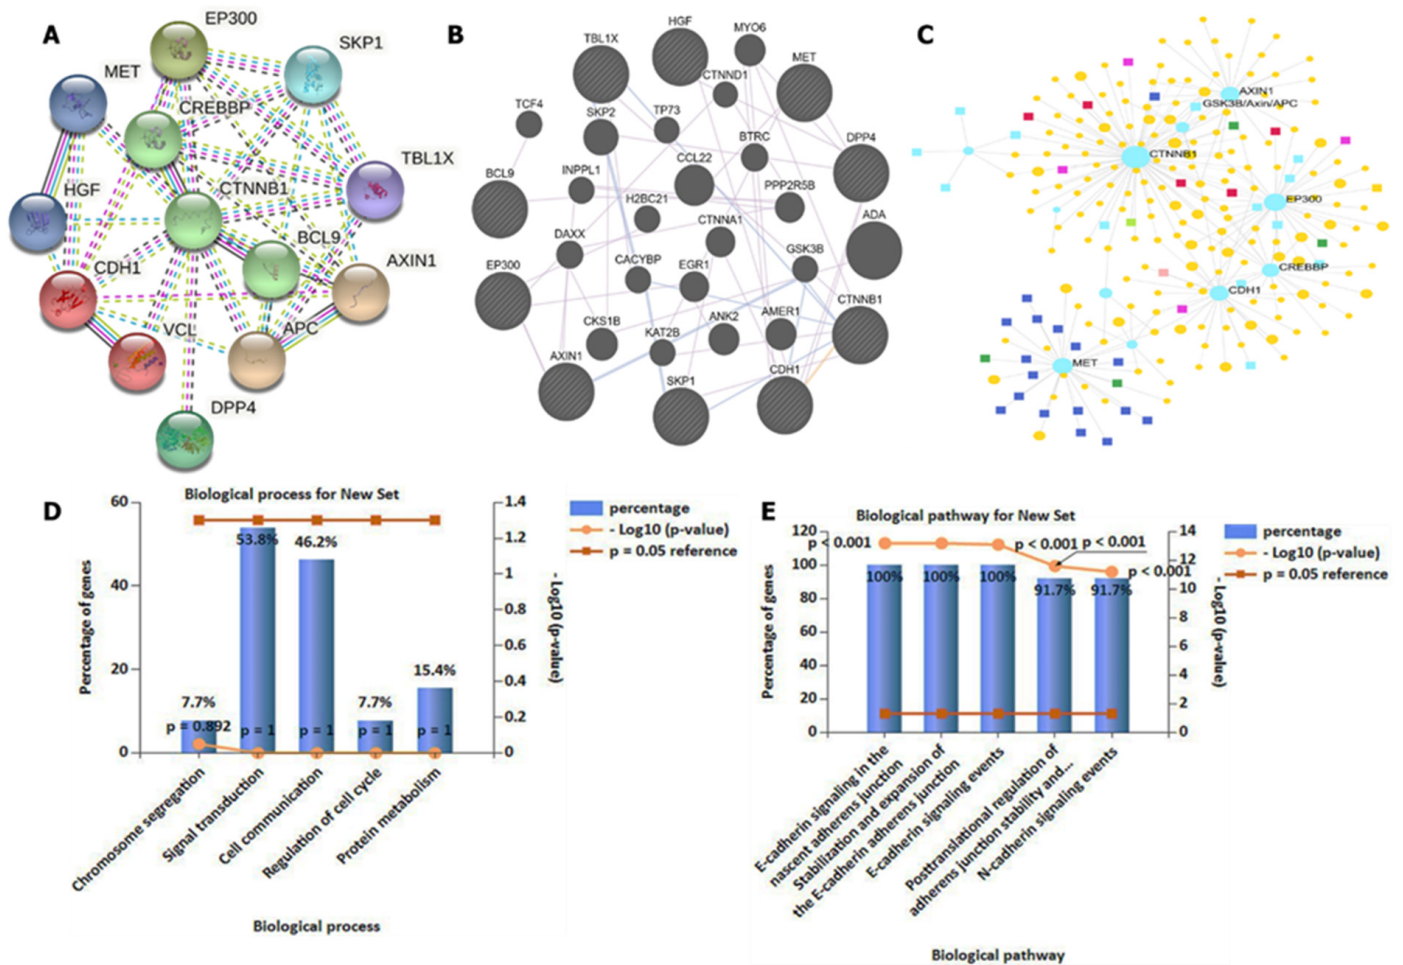 A
EP300
SKP1
MET
CREBBP
TBL1X
HGF
CTNNB1
BCL9
AXIN1
CDH1
VCL
APC
DPP4
B
HGF
MYO6
TBL1X
MET
CTNND1
TCF4
SKP2
TP73
BTRC
DPP4
CCL22
BCL9
INPPL1
PPP2R5B
H2BC21
CTNNA1
ADA
DAXX
GSK3B
EP300
CACYBP
EGR1
CTNNB1
CKS1B
ANK2
AMER1
KAT2B
AXIN1
SKP1
CDH1
C
AXIN1
GSK3B/Axin/APC
CTNNB1
EP300
CREBBP
CDH1
MET
D
Biological process for New Set
percentage
- Log10 (p-value)
p = 0.05 reference
60
40
20
0
Percentage of genes
1.4
1.2
1
0.8
0.6
0.4
0.2
0
- Log10 (p-value)
7.7%
53.8%
46.2%
7.7%
15.4%
p = 0.892
p = 1
p = 1
p = 1
p = 1
Chromosome segregation
Signal transduction
Cell communication
Regulation of cell cycle
Protein metabolism
Biological process
E
Biological pathway for New Set
percentage
- Log10 (p-value)
p = 0.05 reference
120
100
80
60
40
20
0
Percentage of genes
14
12
10
8
6
4
2
0
- Log10 (p-value)
p < 0.001
p < 0.001
p < 0.001
p < 0.001
100%
100%
100%
91.7%
91.7%
E-cadherin signaling in the
nascent adherens junction
Stabilization and expansion of
the E-cadherin adherens junction
E-cadherin signaling events
Posttranslational regulation of
adherens junction stability and...
N-cadherin signaling events
Biological pathway